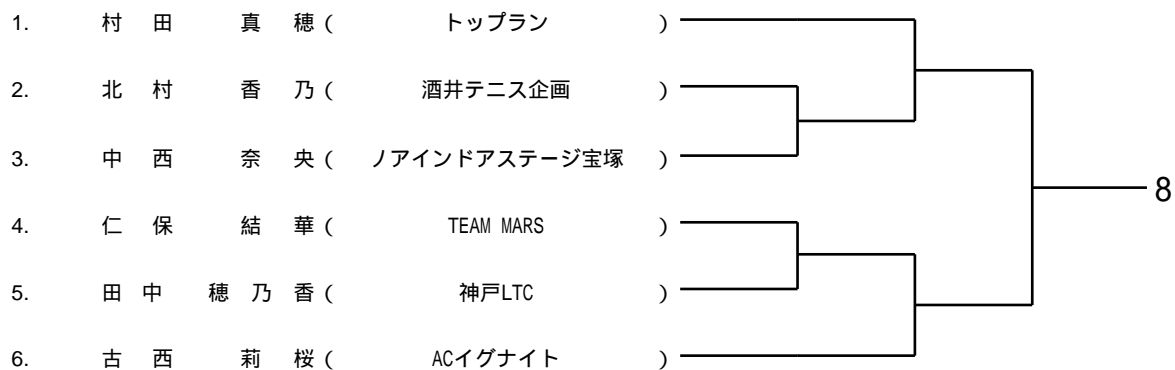 1. 村 田 真 穂 ( トップラン )
2. 北 村 香 乃 ( 酒井テニス企画 )
3. 中 西 奈 央 ( ノアインドアステージ宝塚 )
8
4. 仁 保 結 華 ( TEAM MARS )
5. 田 中 穂 乃 香 ( 神戸LTC )
6. 古 西 莉 桜 ( ACイグナイト )